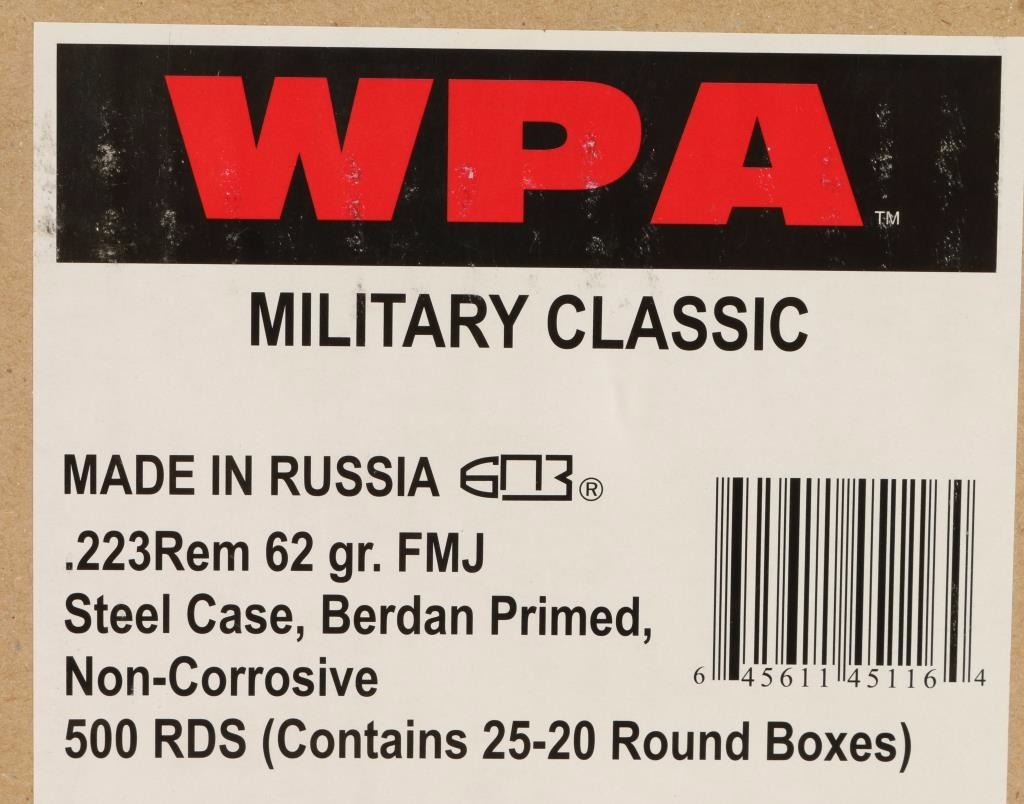 WPA™
MILITARY CLASSIC
MADE IN RUSSIA БПЗ®
.223Rem 62 gr. FMJ
Steel Case, Berdan Primed,
Non-Corrosive
500 RDS (Contains 25-20 Round Boxes)
6 45611 45116 4